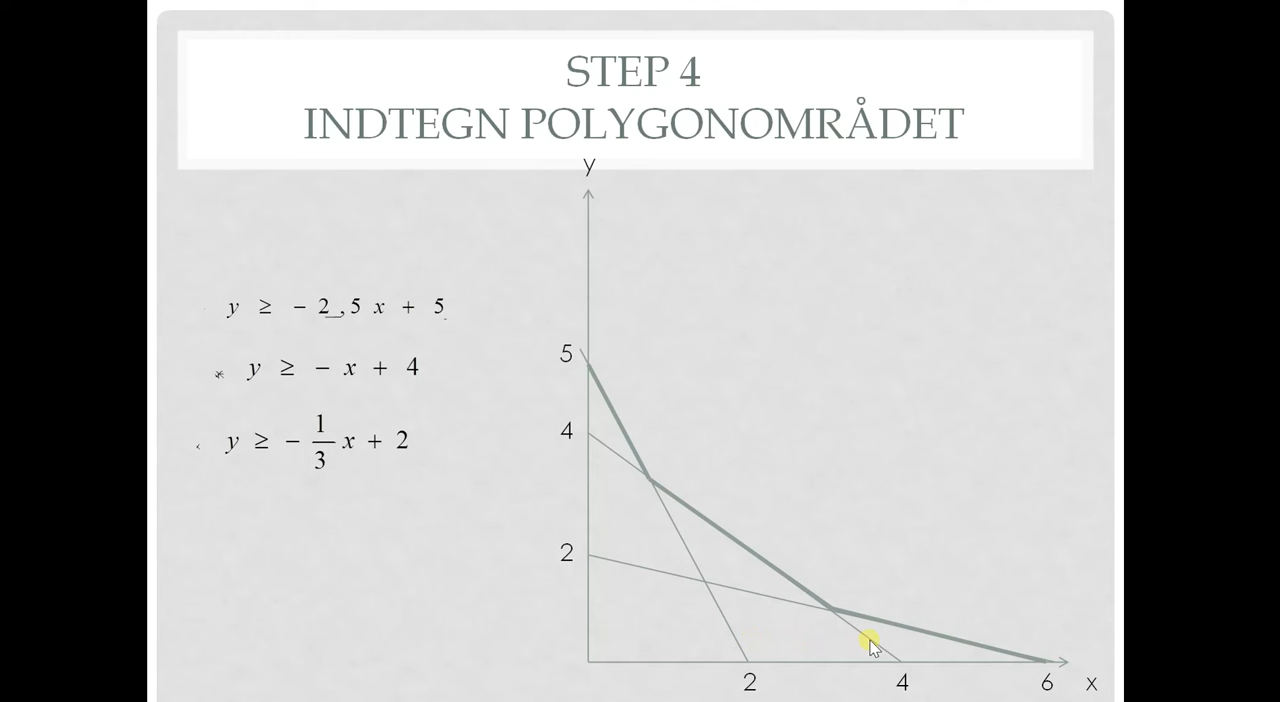 STEP 4
INDTEGN POLYGONOMRÅDET
y
y ≥ − 2,5 x + 5
* y ≥ − x + 4
y ≥ − 1/3 x + 2
5
4
2
2 4 6 x